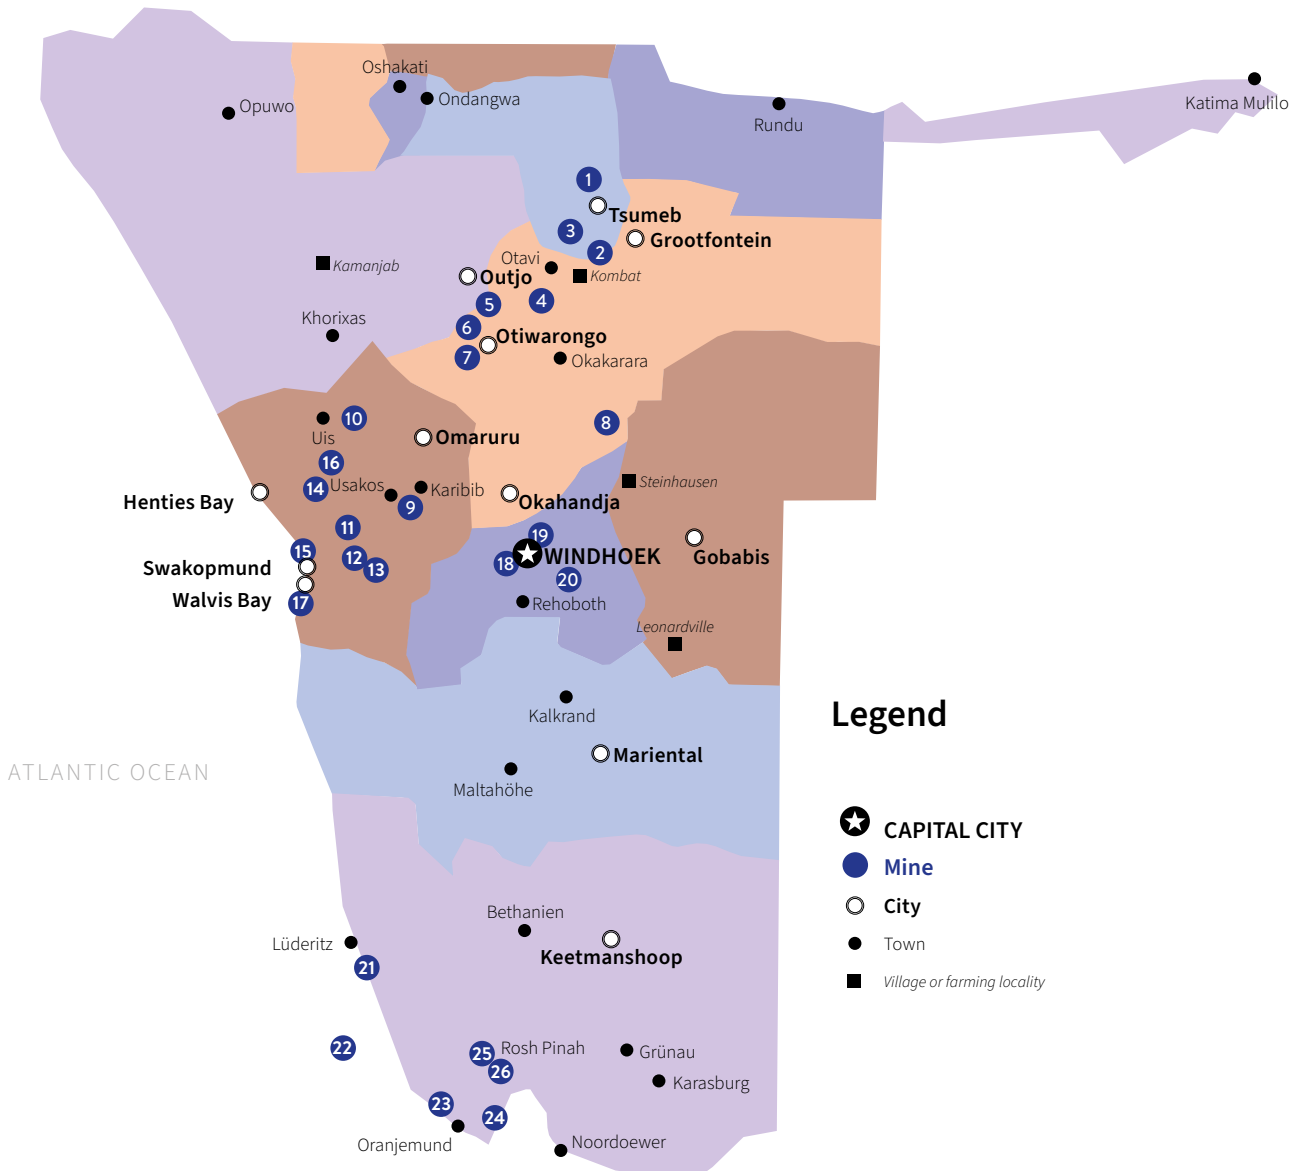 Oshakati
Ondangwa
Opuwo
Rundu
Katima Mulilo
1
Tsumeb
3
Grootfontein
2
Otavi
Kamanjab
Outjo
Kombat
5
4
Khorixas
6
Otiwarongo
7
Okakarara
10
8
Uis
Omaruru
16
14
Usakos
Karibib
Steinhausen
Henties Bay
9
Okahandja
11
19
15
12
WINDHOEK
Gobabis
Swakopmund
13
18
20
Walvis Bay
17
Rehoboth
Leonardville
Kalkrand
Mariental
ATLANTIC OCEAN
Maltahöhe
Bethanien
Lüderitz
Keetmanshoop
21
22
25
Rosh Pinah
Grünau
26
Karasburg
23
24
Oranjemund
Noordoewer
Legend
CAPITAL CITY
Mine
City
Town
Village or farming locality